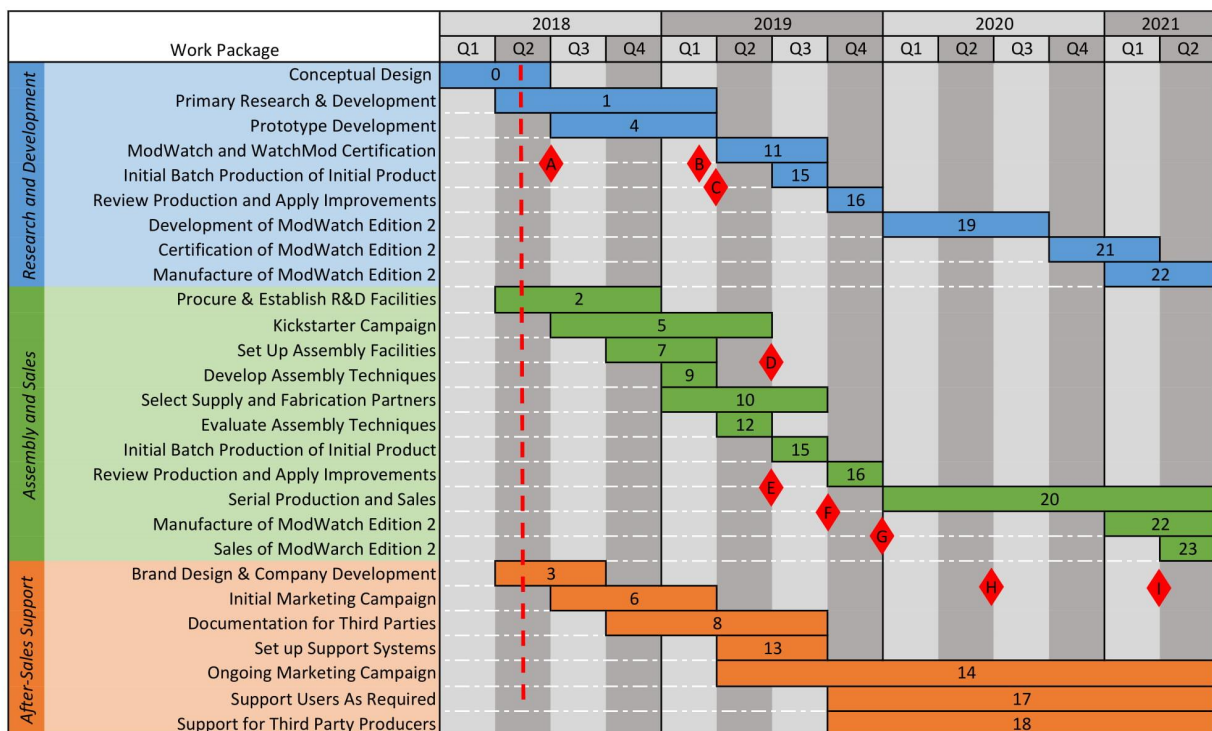 2018 2019 2020 2021
Work Package Q1 Q2 Q3 Q4 Q1 Q2 Q3 Q4 Q1 Q2 Q3 Q4 Q1 Q2
Research and Development
Conceptual Design 0
Primary Research & Development 1
Prototype Development 4
ModWatch and WatchMod Certification 11
A B
Initial Batch Production of Initial Product 15
C
Review Production and Apply Improvements 16
Development of ModWatch Edition 2 19
Certification of ModWatch Edition 2 21
Manufacture of ModWatch Edition 2 22
Assembly and Sales
Procure & Establish R&D Facilities 2
Kickstarter Campaign 5
Set Up Assembly Facilities 7
D
Develop Assembly Techniques 9
Select Supply and Fabrication Partners 10
Evaluate Assembly Techniques 12
Initial Batch Production of Initial Product 15
Review Production and Apply Improvements 16
E
Serial Production and Sales 20
F
Manufacture of ModWatch Edition 2 22
G
Sales of ModWarch Edition 2 23
After-Sales Support
Brand Design & Company Development 3
H I
Initial Marketing Campaign 6
Documentation for Third Parties 8
Set up Support Systems 13
Ongoing Marketing Campaign 14
Support Users As Required 17
Support for Third Party Producers 18